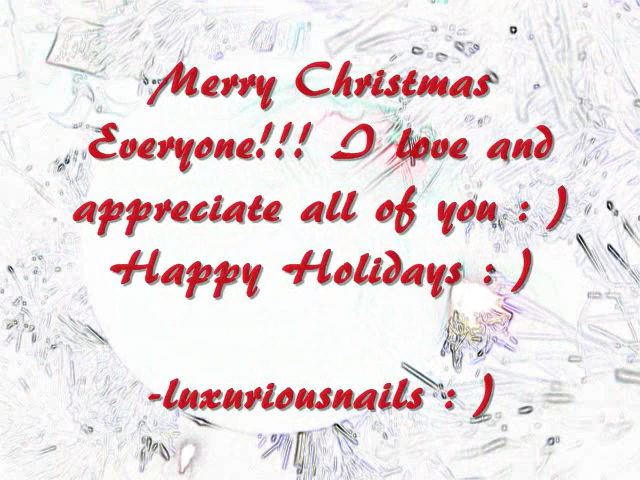 Merry Christmas
Everyone!!! I love and
appreciate all of you : )
Happy Holidays : )
-luxuriousnails : )